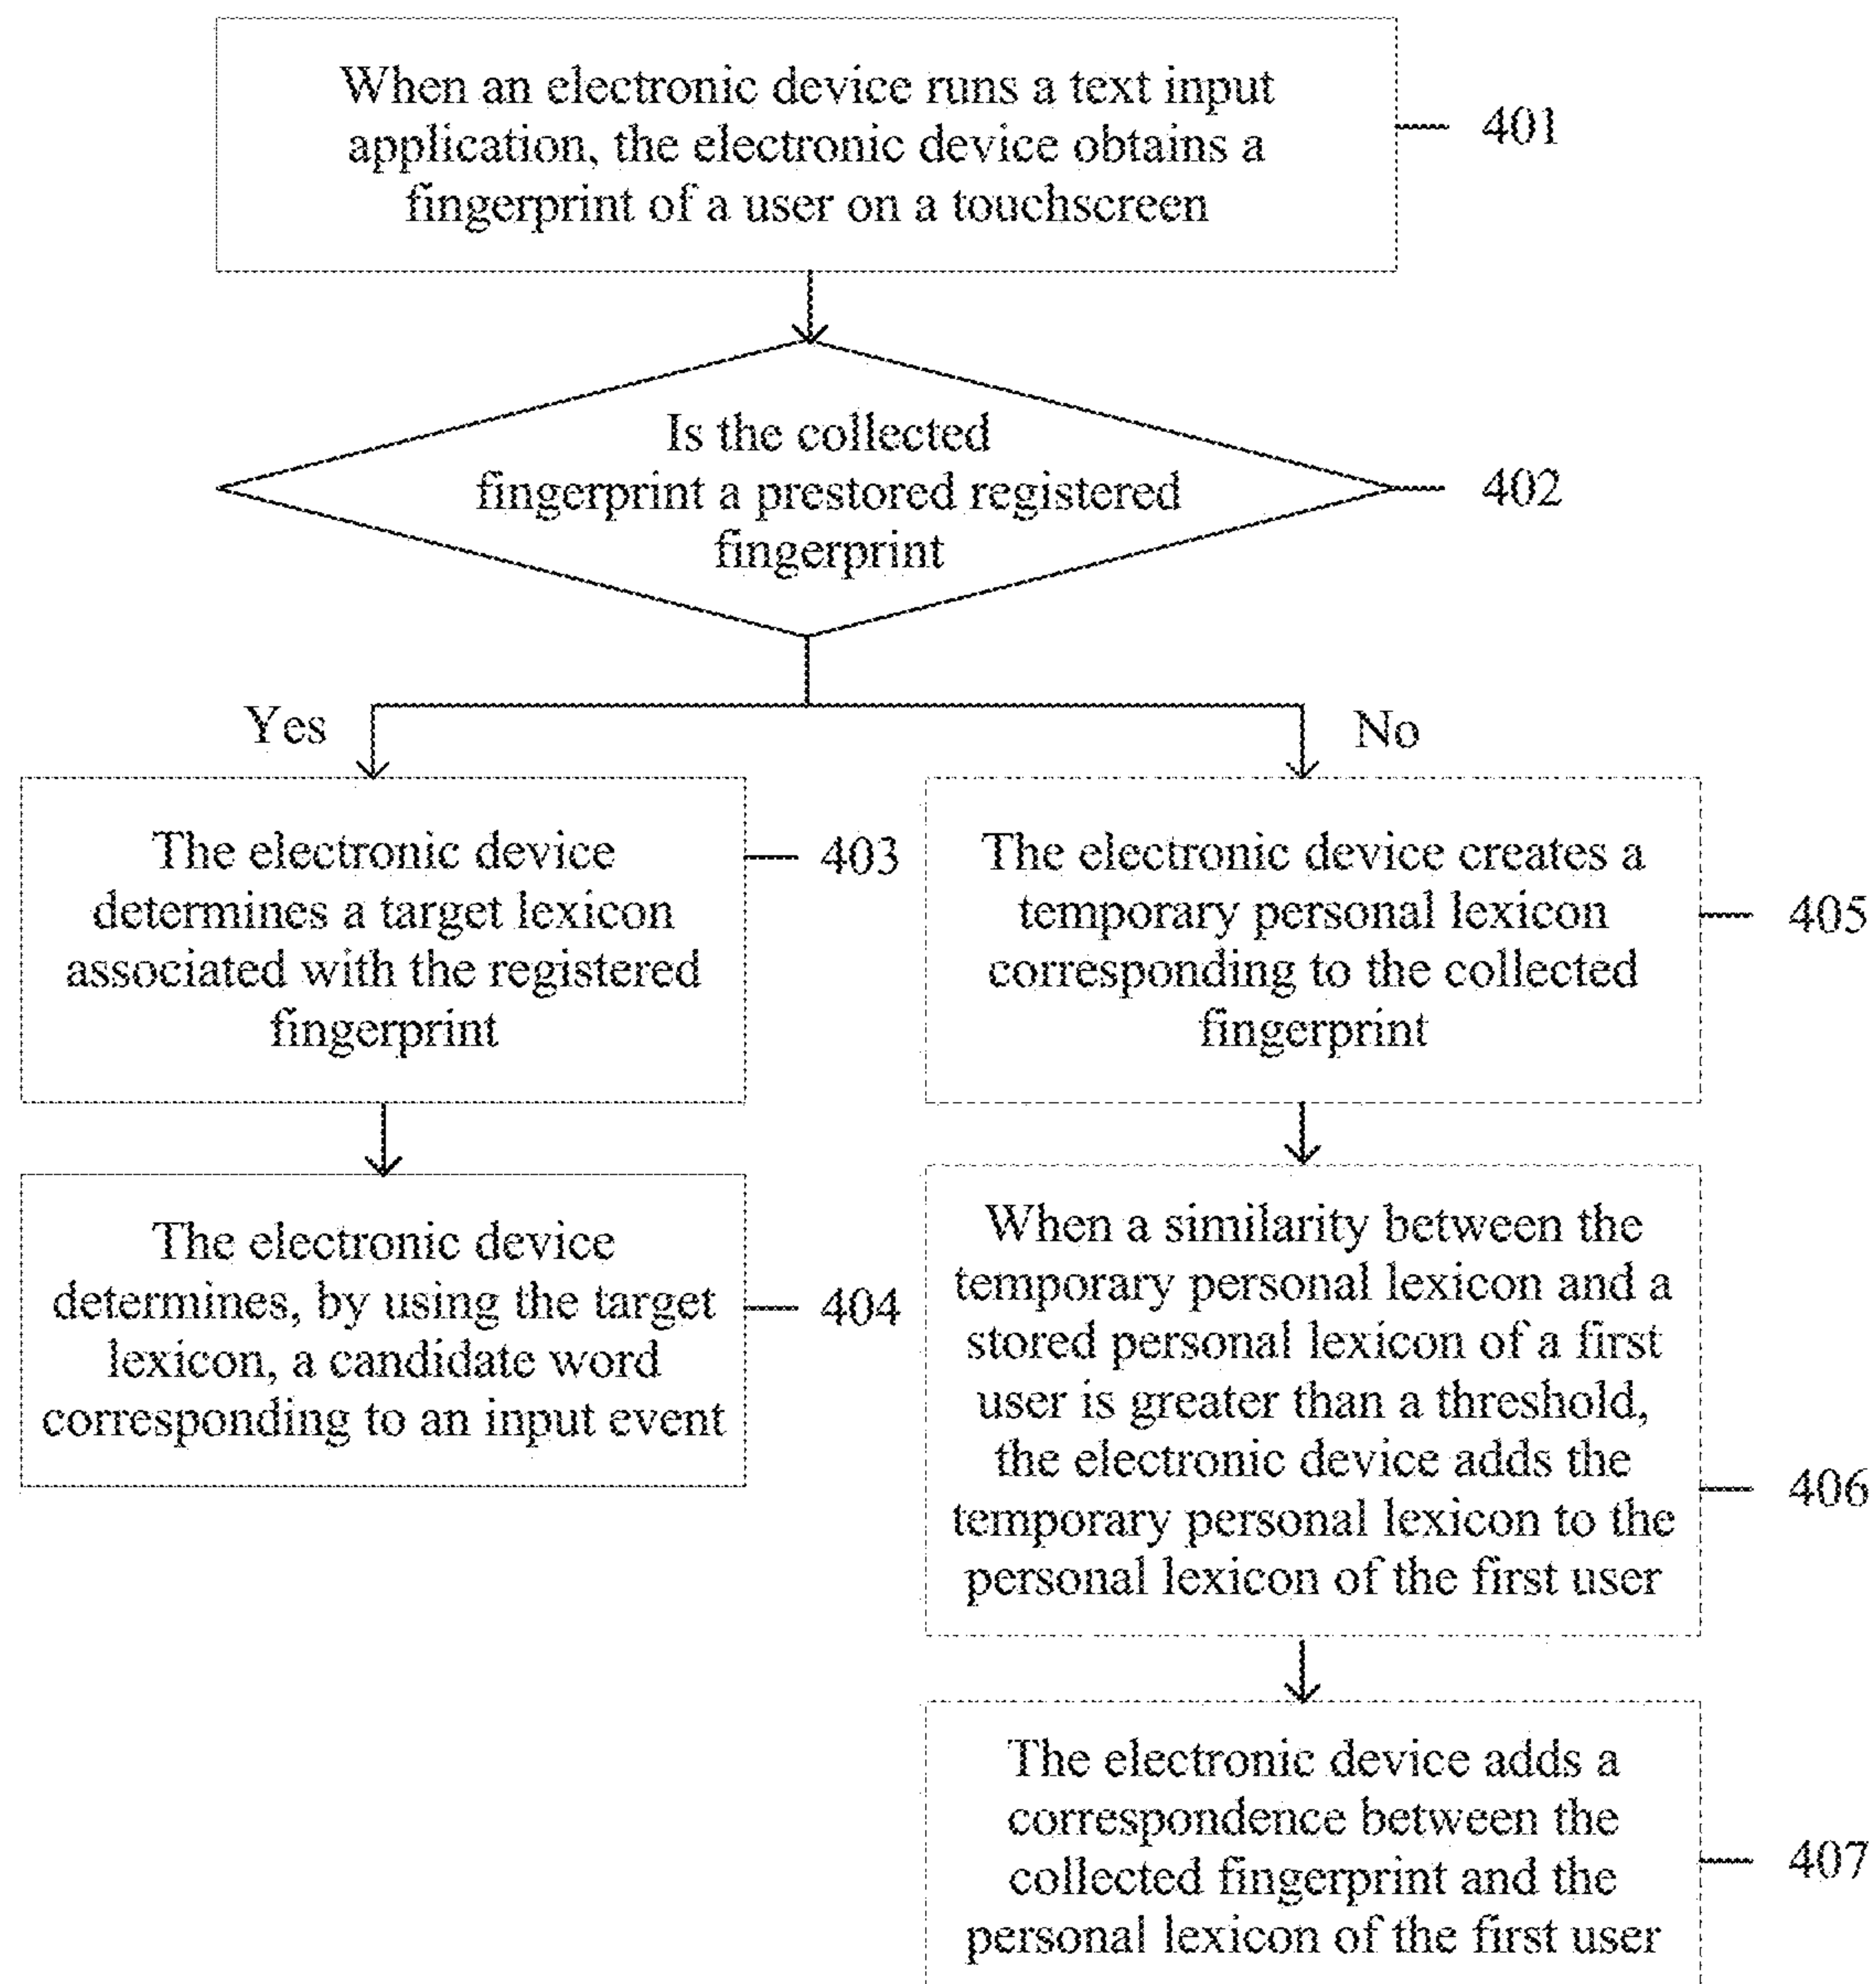 When an electronic device runs a text input
application, the electronic device obtains a
fingerprint of a user on a touchscreen
401
Is the collected
fingerprint a prestored registered
fingerprint
402
Yes
No
The electronic device
determines a target lexicon
associated with the registered
fingerprint
403
The electronic device creates a
temporary personal lexicon
corresponding to the collected
fingerprint
405
The electronic device
determines, by using the target
lexicon, a candidate word
corresponding to an input event
404
When a similarity between the
temporary personal lexicon and a
stored personal lexicon of a first
user is greater than a threshold,
the electronic device adds the
temporary personal lexicon to the
personal lexicon of the first user
406
The electronic device adds a
correspondence between the
collected fingerprint and the
personal lexicon of the first user
407